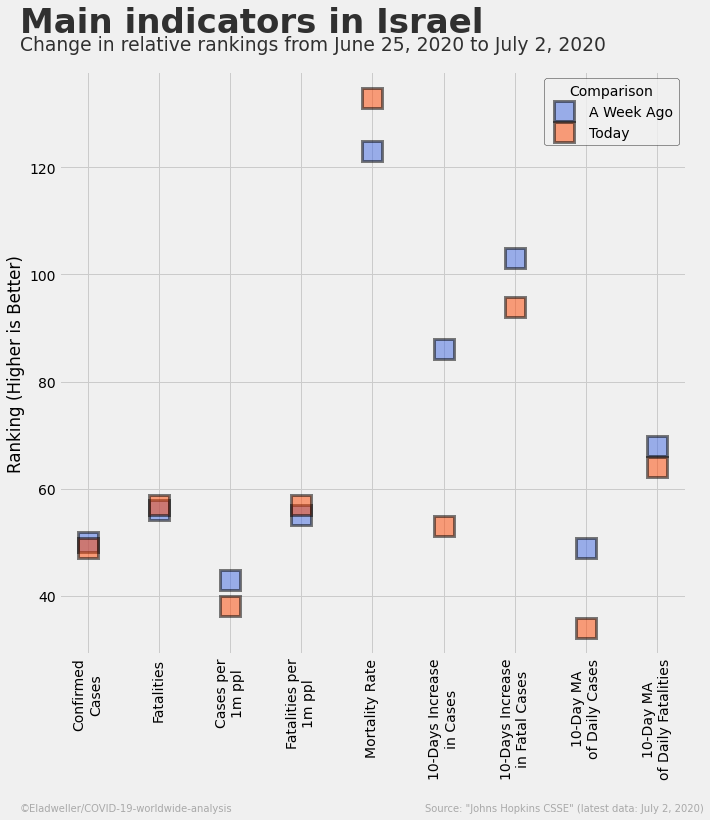 Main indicators in Israel
Change in relative rankings from June 25, 2020 to July 2, 2020
Comparison
A Week Ago
Today
Ranking (Higher is Better)
120
100
80
60
40
Confirmed
Cases
Fatalities
Cases per
1m ppl
Fatalities per
1m ppl
Mortality Rate
10-Days Increase
in Cases
10-Days Increase
in Fatal Cases
10-Day MA
of Daily Cases
10-Day MA
of Daily Fatalities
©Eladweller/COVID-19-worldwide-analysis
Source: "Johns Hopkins CSSE" (latest data: July 2, 2020)